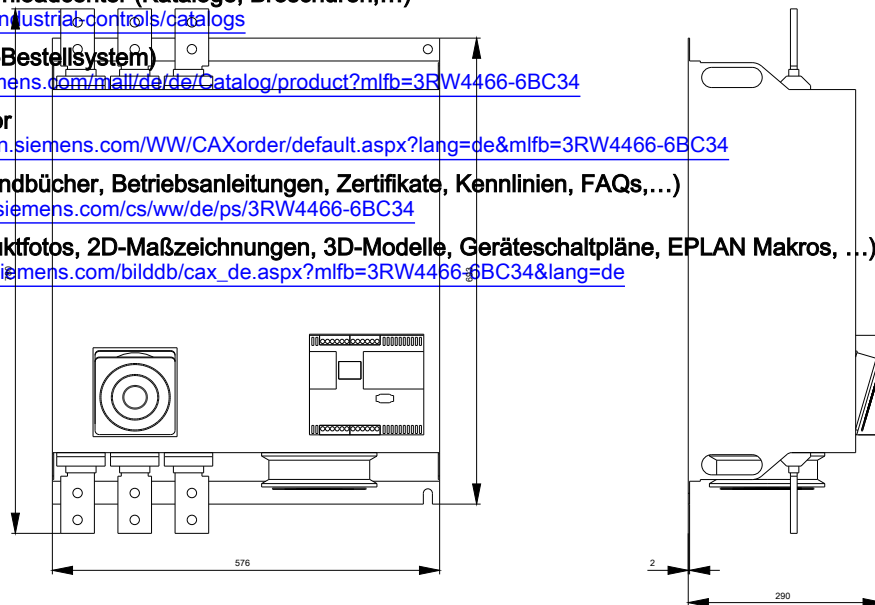 ndustrial-controls/catalogs
Bestellsystem)
mens.com/mall/de/de/Catalog/product?mlfb=3RW4466-6BC34
or
n.siemens.com/WW/CAXorder/default.aspx?lang=de&mlfb=3RW4466-6BC34
ndbücher, Betriebsanleitungen, Zertifikate, Kennlinien, FAQs,…)
siemens.com/cs/ww/de/ps/3RW4466-6BC34
uktfotos, 2D-Maßzeichnungen, 3D-Modelle, Geräteschaltpläne, EPLAN Makros, …)
siemens.com/bilddb/cax_de.aspx?mlfb=3RW4466-6BC34&lang=de
576
2
290